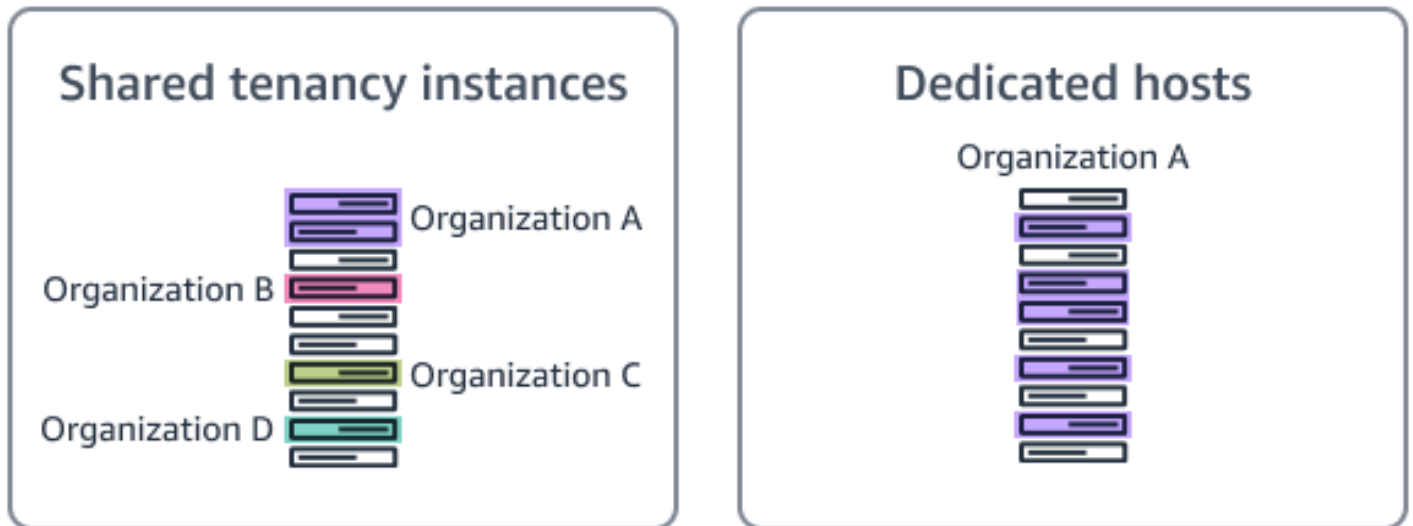 Shared tenancy instances
Organization A
Organization B
Organization C
Organization D
Dedicated hosts
Organization A